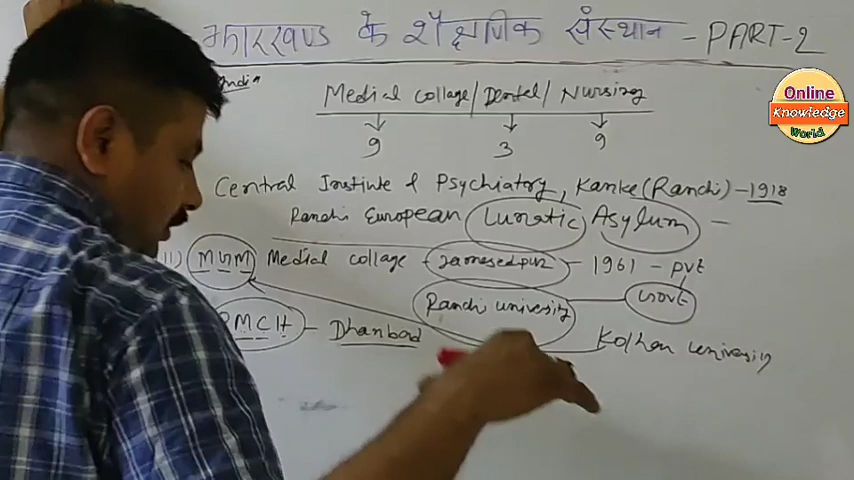 झारखण्ड के शैक्षणिक संस्थान - PART-2
Online
Knowledge
World
Medical collage/Dental/Nursing
9 3 9
Central Institute of Psychiatry, Kanke (Ranchi) - 1918
Ranchi European Lunatic Asylum -
MGM Medical collage - Jamesedpur - 1961 - pvt
Ranchi university Govt
PMCH - Dhanbad Kolhan university